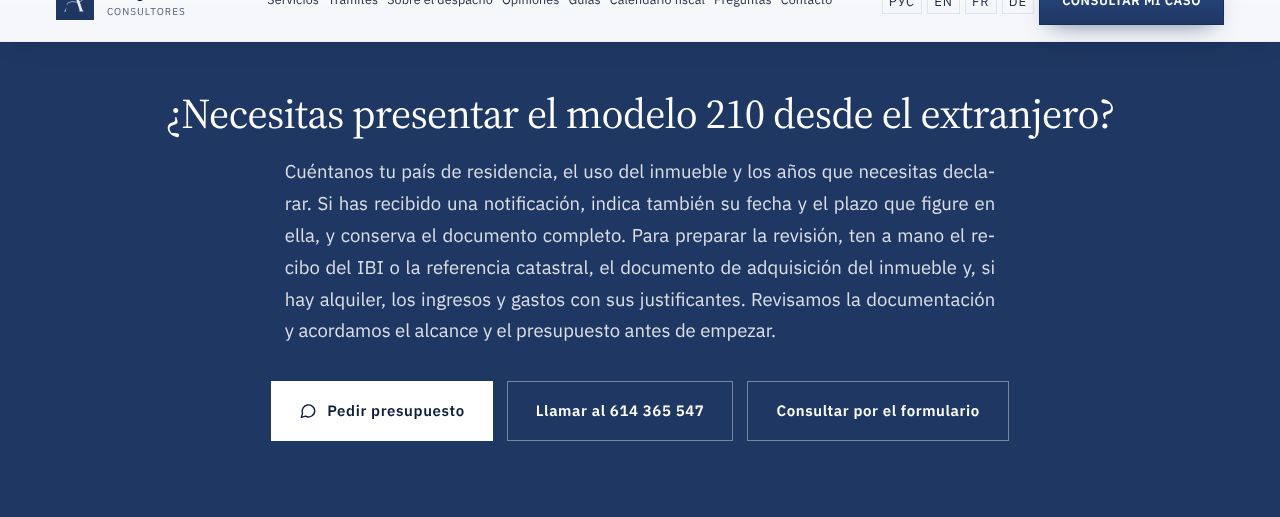 CONSULTORES
Servicios Trámites Sobre el despacho Opiniones Guías Calendario fiscal Preguntas Contacto
РУС EN FR DE
CONSULTAR MI CASO
¿Necesitas presentar el modelo 210 desde el extranjero?
Cuéntanos tu país de residencia, el uso del inmueble y los años que necesitas decla-
rar. Si has recibido una notificación, indica también su fecha y el plazo que figure en
ella, y conserva el documento completo. Para preparar la revisión, ten a mano el re-
cibo del IBI o la referencia catastral, el documento de adquisición del inmueble y, si
hay alquiler, los ingresos y gastos con sus justificantes. Revisamos la documentación
y acordamos el alcance y el presupuesto antes de empezar.
Pedir presupuesto
Llamar al 614 365 547
Consultar por el formulario